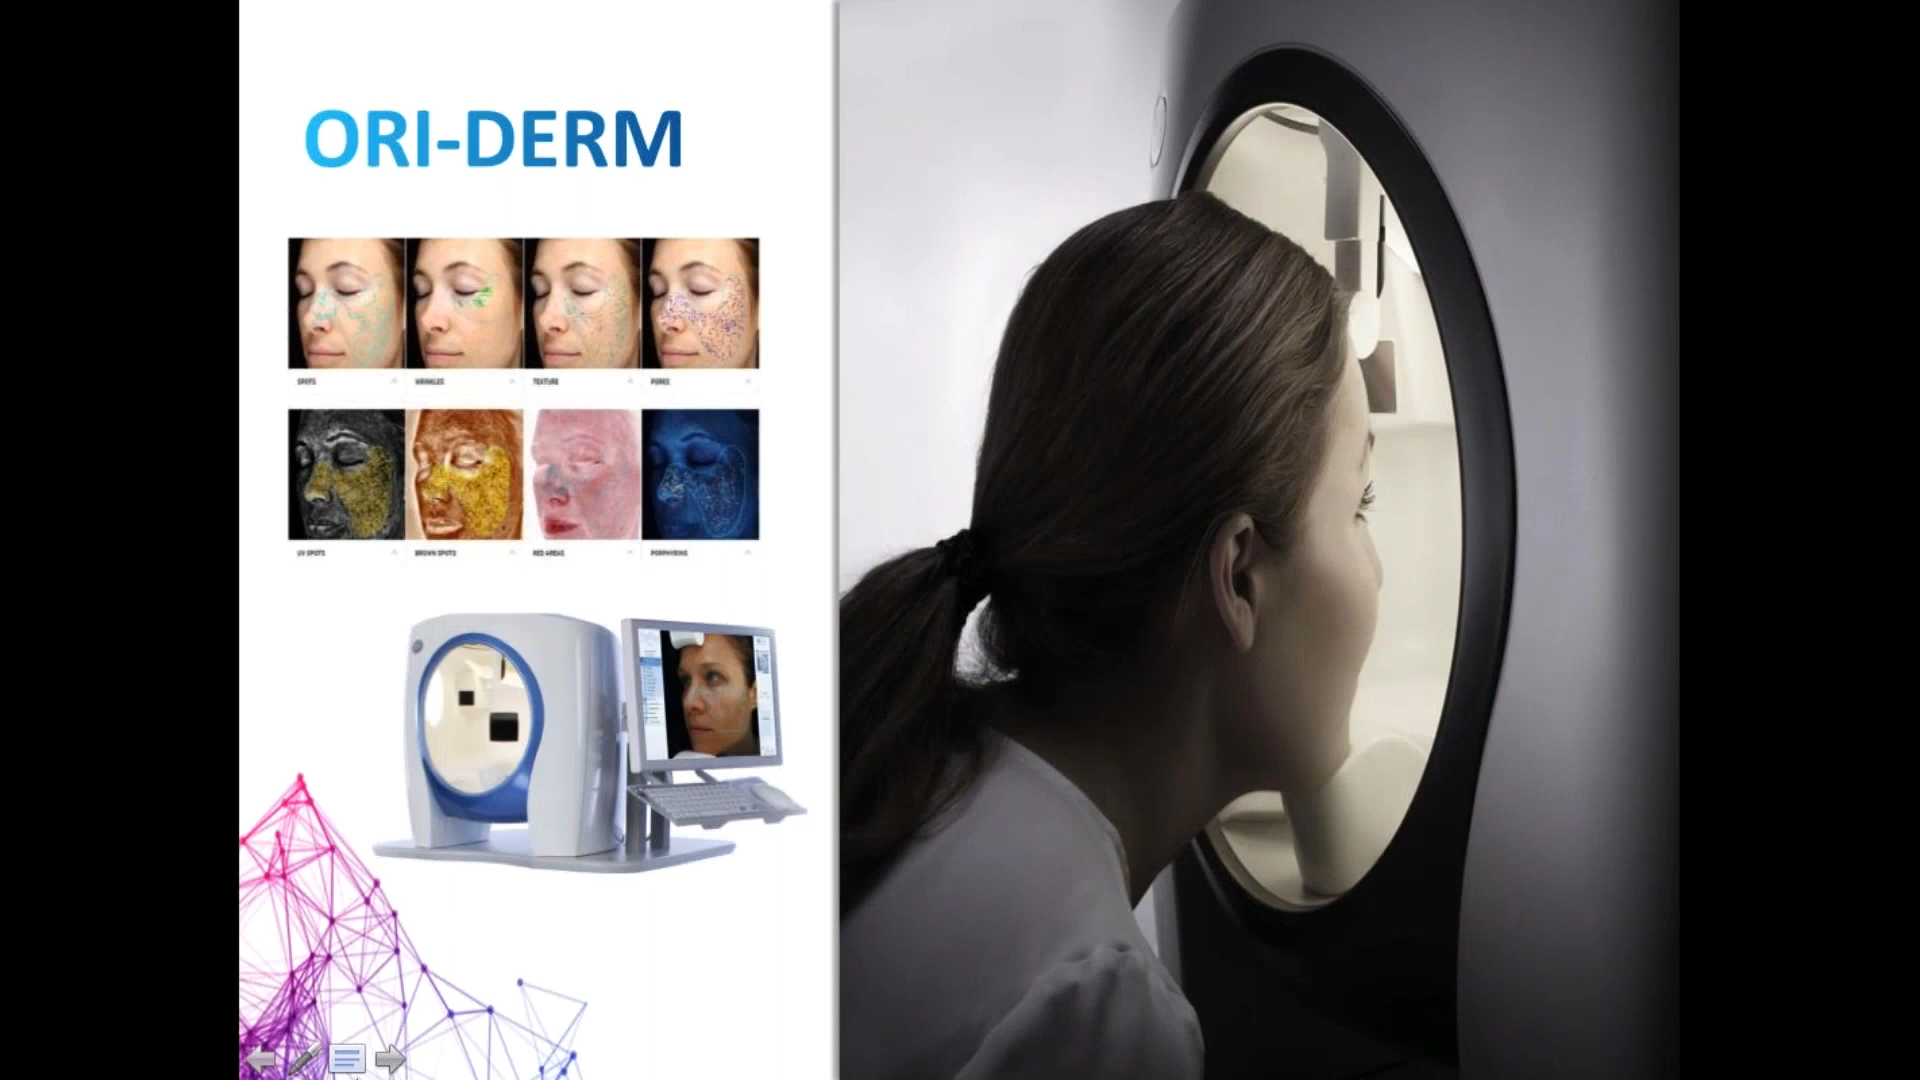 ORI-DERM
SPOTS WRINKLES TEXTURE PORES
UV SPOTS BROWN SPOTS RED AREAS PORPHYRINS